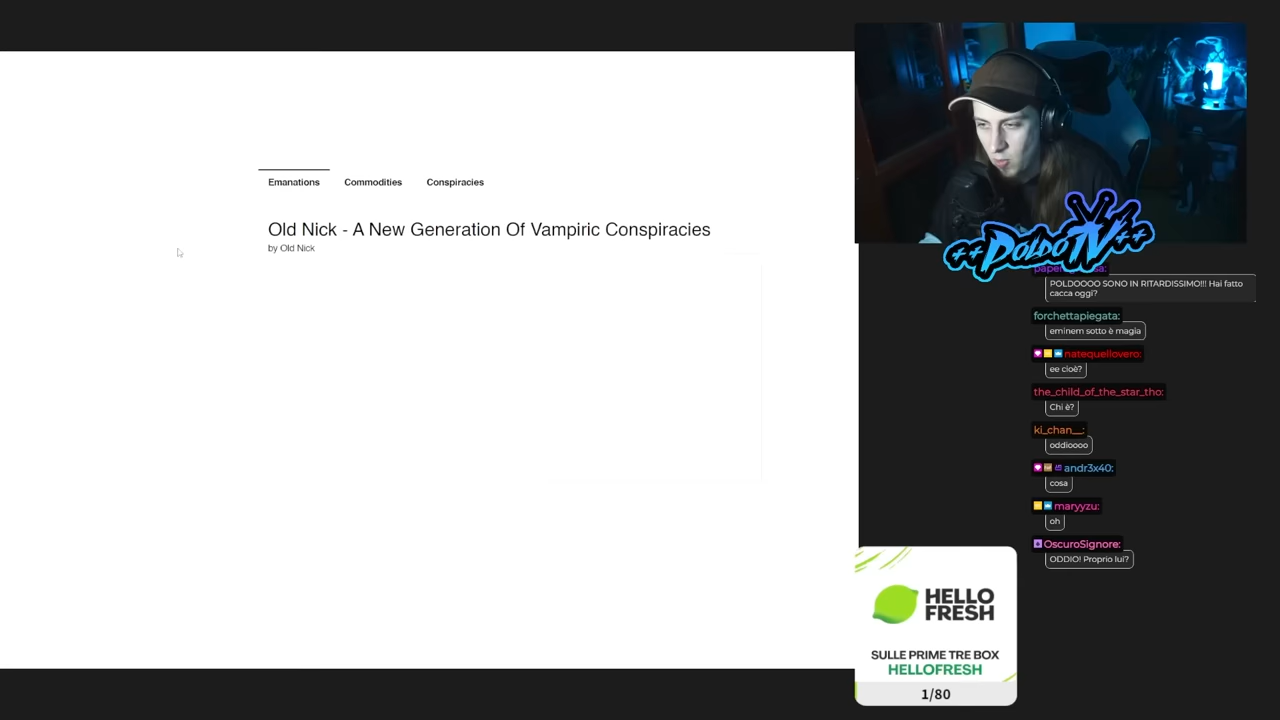 Emanations Commodities Conspiracies
Old Nick - A New Generation Of Vampiric Conspiracies
by Old Nick
++POLDOTV++
POLDOOOO SONO IN RITARDISSIMO!!! Hai fatto
cacca oggi?
forchettapiegata:
eminem sotto è magia
natequellovero:
ee cioè?
the_child_of_the_star_tho:
Chi è?
ki_chan__:
oddioooo
andr3x40:
cosa
maryyzu:
oh
OscuroSignore:
ODDIO! Proprio lui?
HELLO
FRESH
SULLE PRIME TRE BOX
HELLOFRESH
1/80